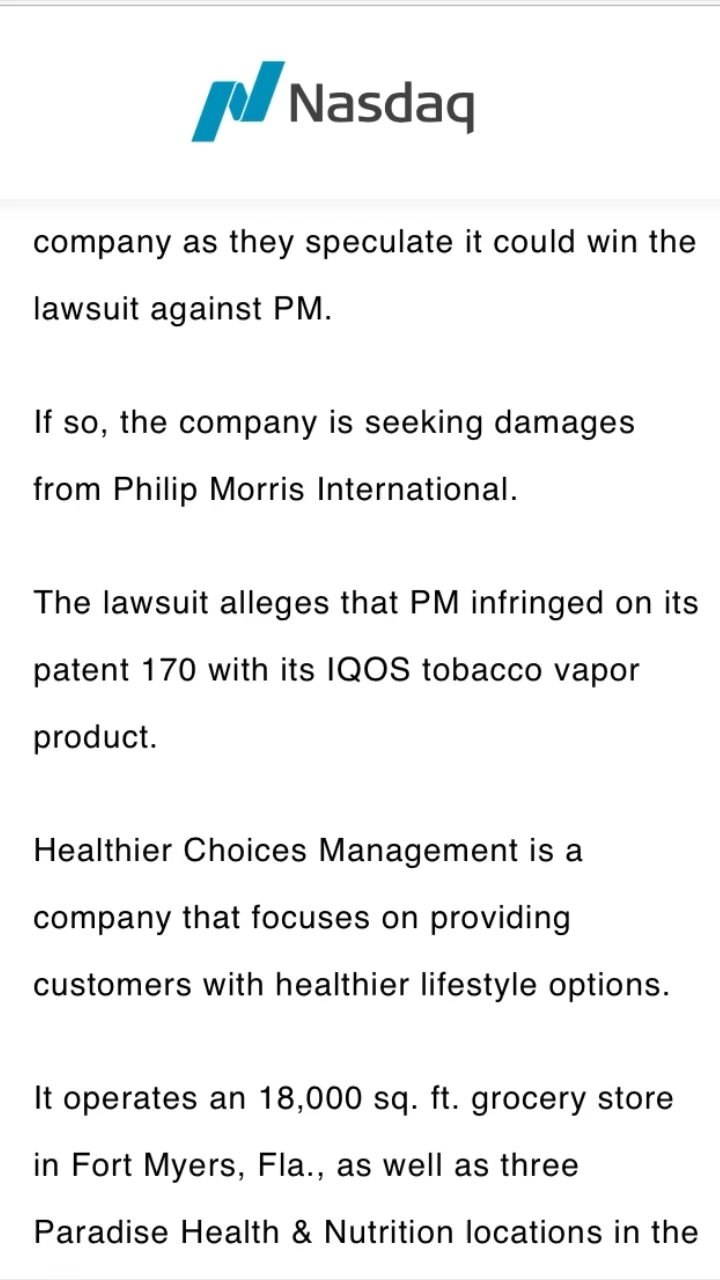 Nasdaq
company as they speculate it could win the
lawsuit against PM.
If so, the company is seeking damages
from Philip Morris International.
The lawsuit alleges that PM infringed on its
patent 170 with its IQOS tobacco vapor
product.
Healthier Choices Management is a
company that focuses on providing
customers with healthier lifestyle options.
It operates an 18,000 sq. ft. grocery store
in Fort Myers, Fla., as well as three
Paradise Health & Nutrition locations in the